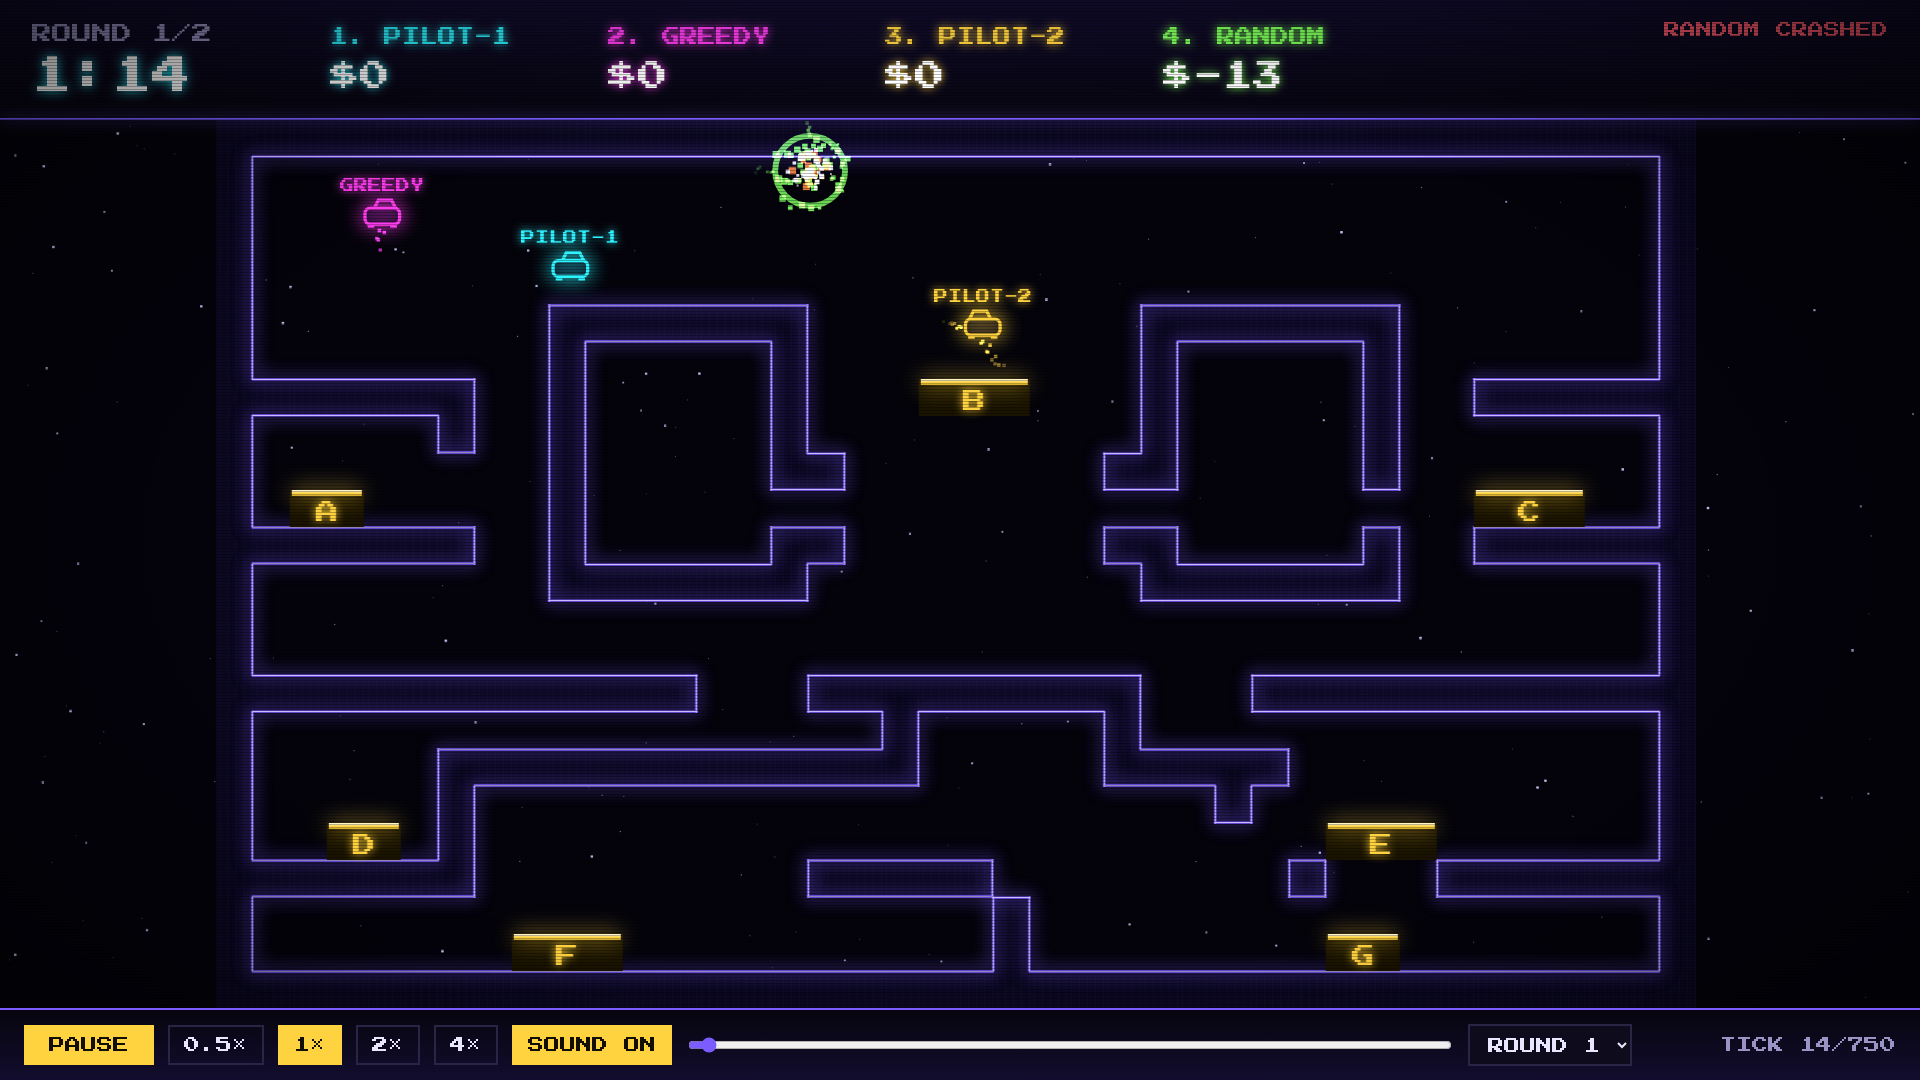 ROUND 1/2
1:14
1. PILOT-1
$0
2. GREEDY
$0
3. PILOT-2
$0
4. RANDOM
$-13
RANDOM CRASHED
GREEDY
PILOT-1
PILOT-2
B
A
C
D
E
F
G
PAUSE
0.5×
1×
2×
4×
SOUND ON
ROUND 1
TICK 14/750